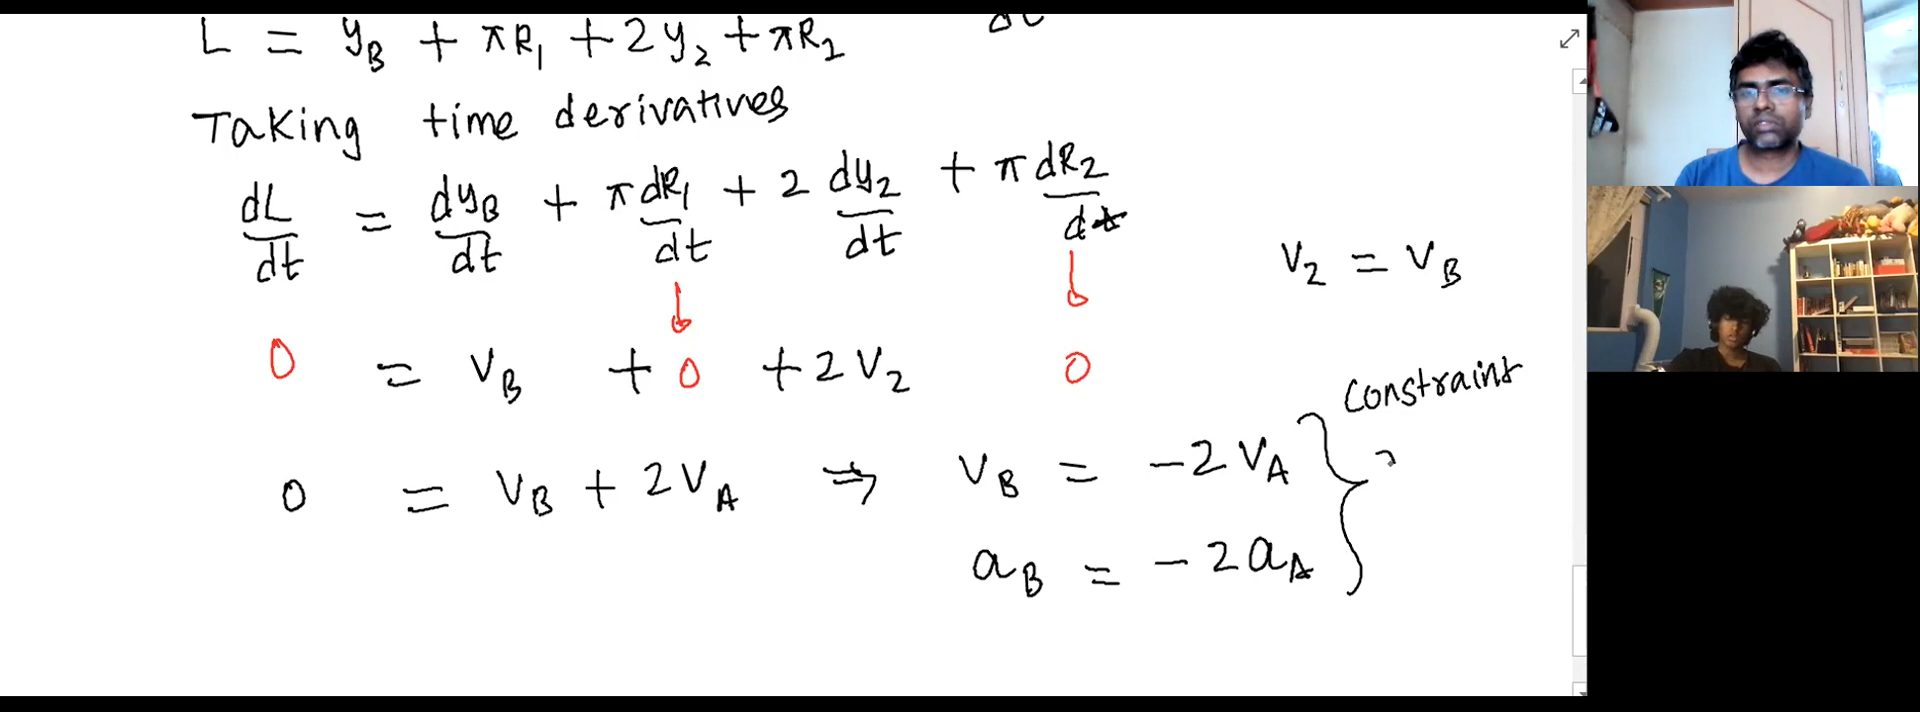 L = y_B + πR_1 + 2y_2 + πR_2
Taking time derivatives
dL/dt = dy_B/dt + π dR_1/dt + 2 dy_2/dt + π dR_2/dt
V_2 = V_B
0 = V_B + 0 + 2V_2 0
constraint
0 = V_B + 2V_A ⇒ V_B = -2V_A
a_B = -2a_A